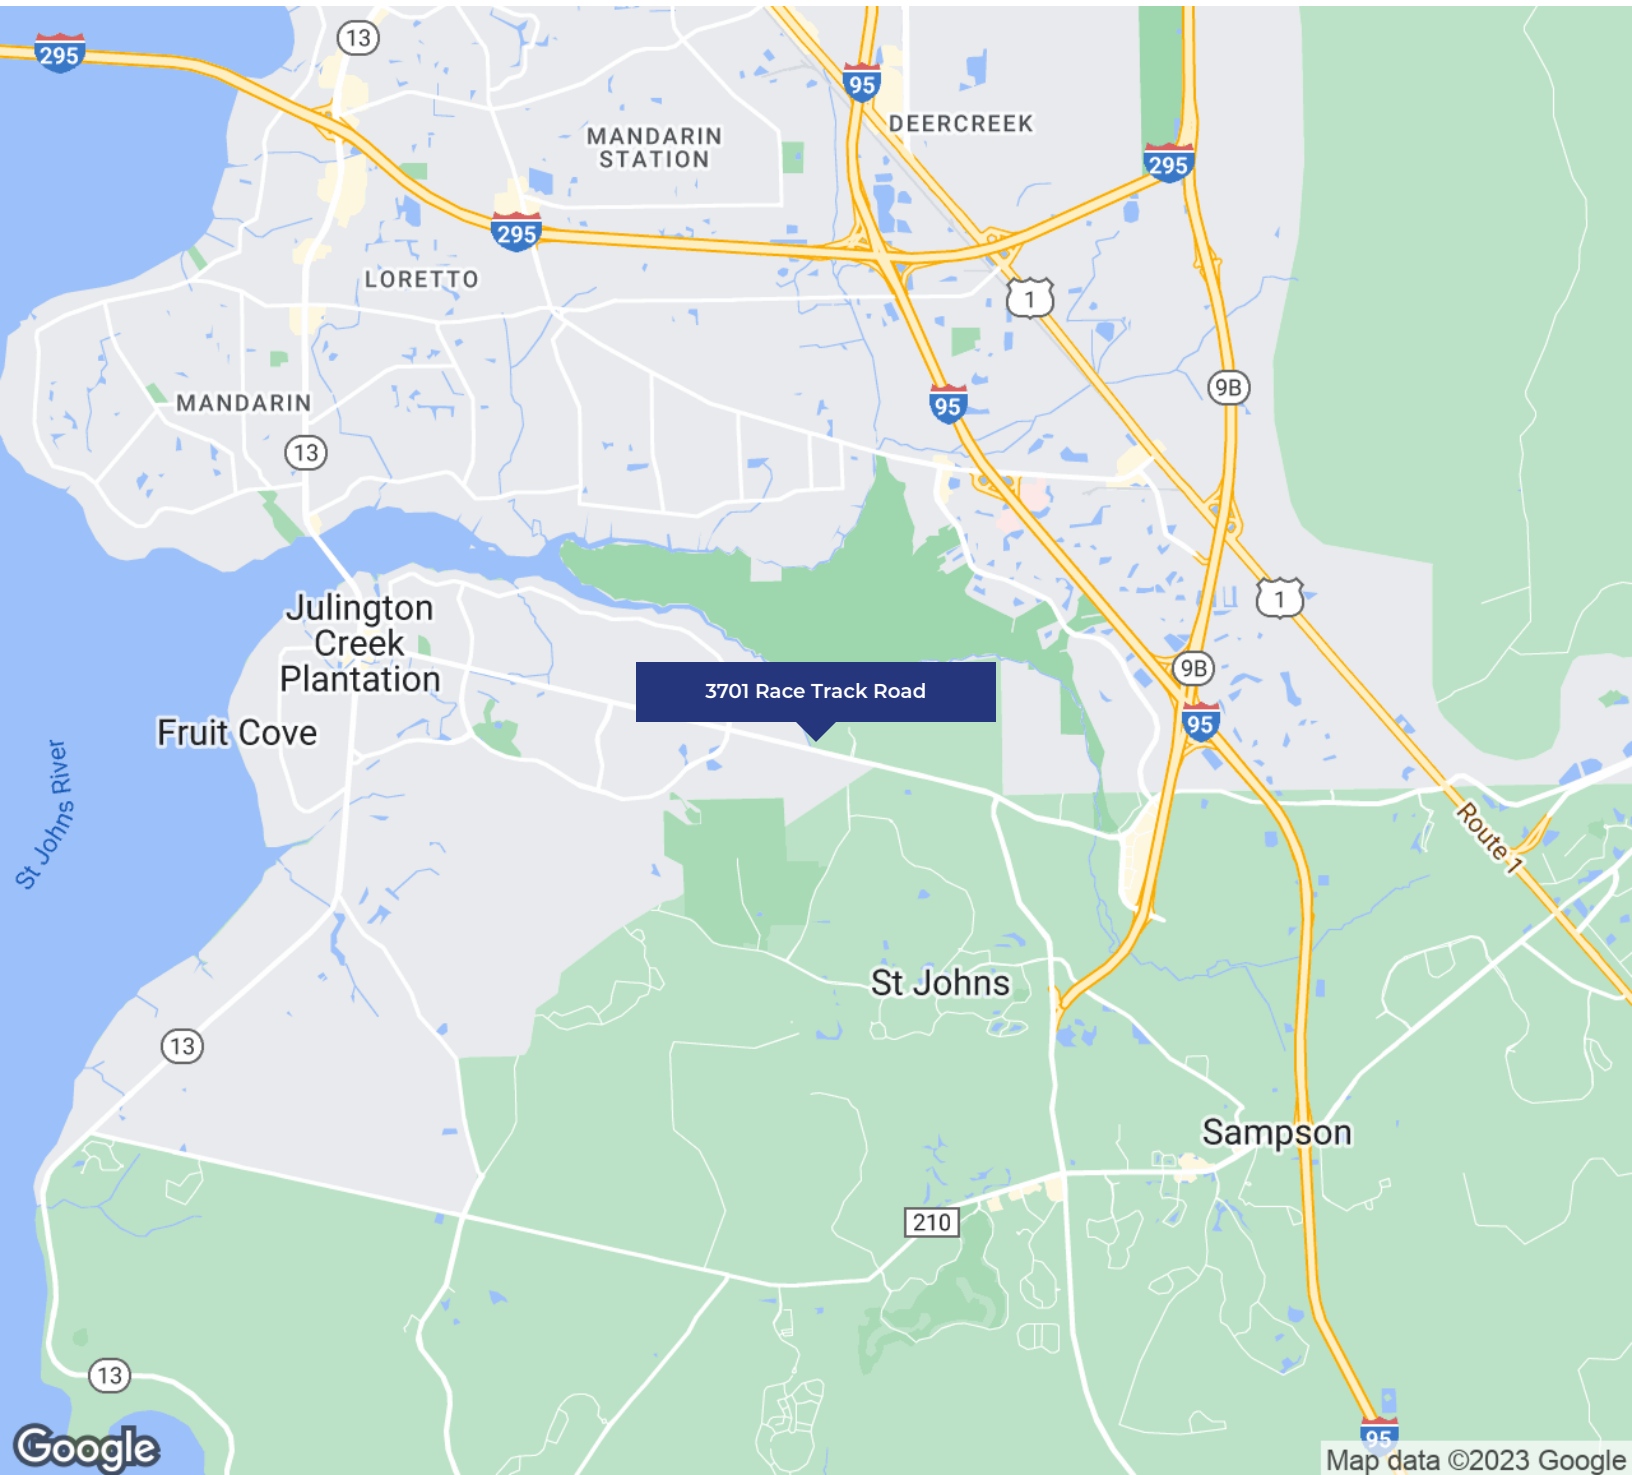 13
295
95
DEERCREEK
MANDARIN
STATION
295
295
LORETTO
1
9B
MANDARIN
95
13
Julington
Creek
Plantation
1
9B
3701 Race Track Road
95
Fruit Cove
St Johns River
Route 1
St Johns
13
Sampson
210
13
95
Google
Map data ©2023 Google